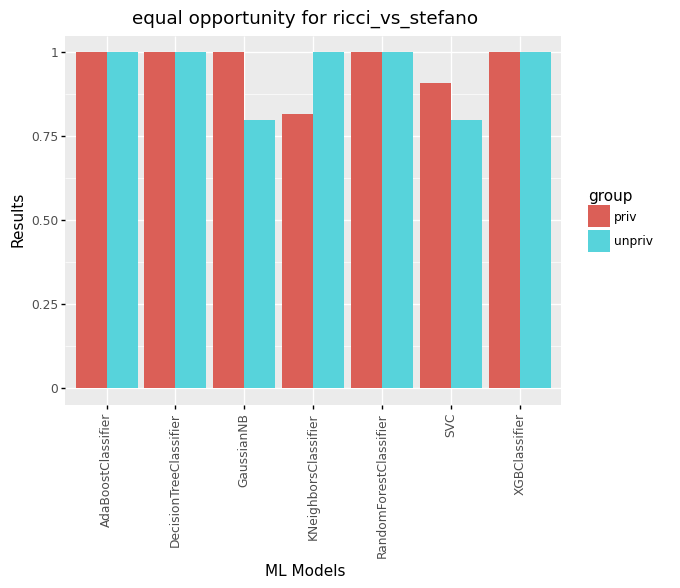 equal opportunity for ricci_vs_stefano
Results
1
0.75
0.50
0.25
0
AdaBoostClassifier
DecisionTreeClassifier
GaussianNB
KNeighborsClassifier
RandomForestClassifier
SVC
XGBClassifier
ML Models
group
priv
unpriv